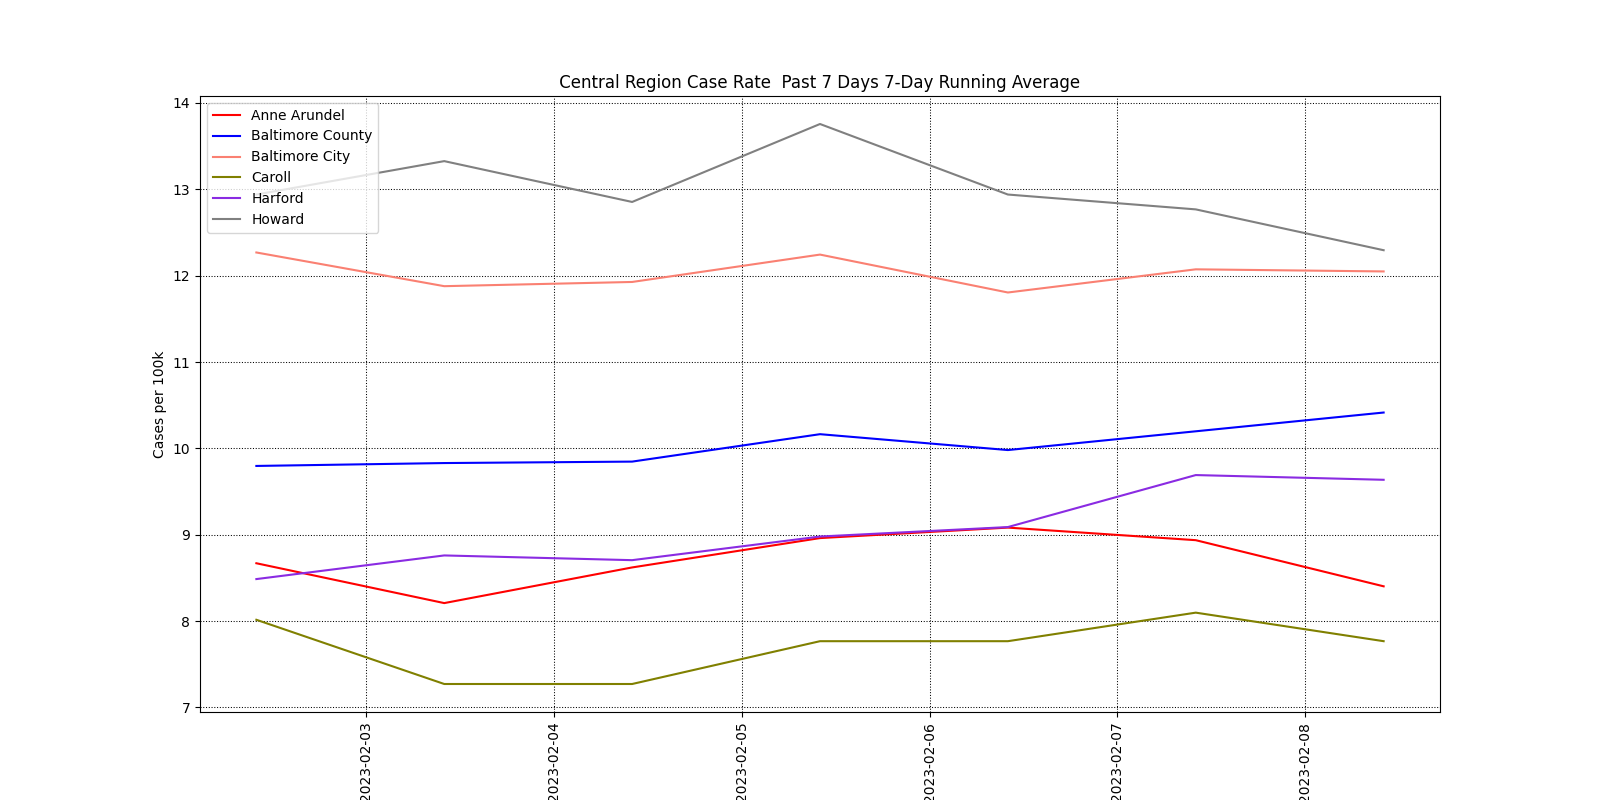 Central Region Case Rate  Past 7 Days 7-Day Running Average
Cases per 100k
14
13
12
11
10
9
8
7
Anne Arundel
Baltimore County
Baltimore City
Caroll
Harford
Howard
2023-02-03
2023-02-04
2023-02-05
2023-02-06
2023-02-07
2023-02-08